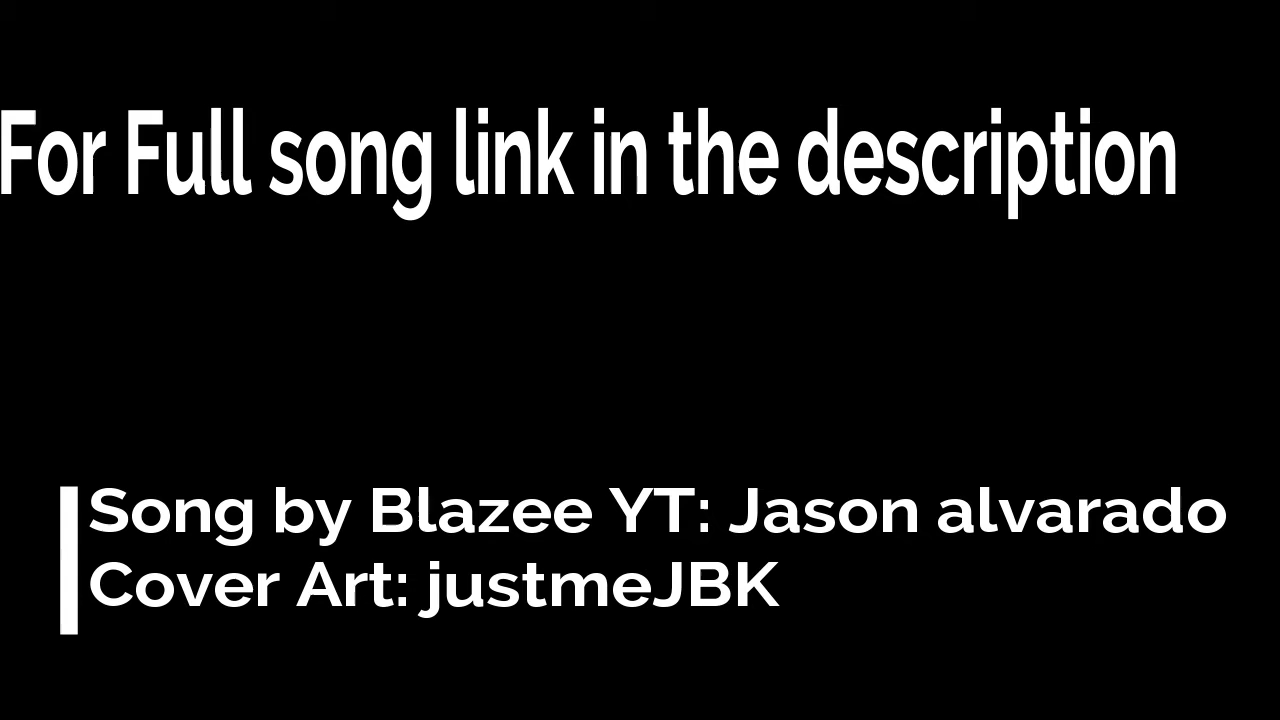 For Full song link in the description
Song by Blazee YT: Jason alvarado
Cover Art: justmeJBK